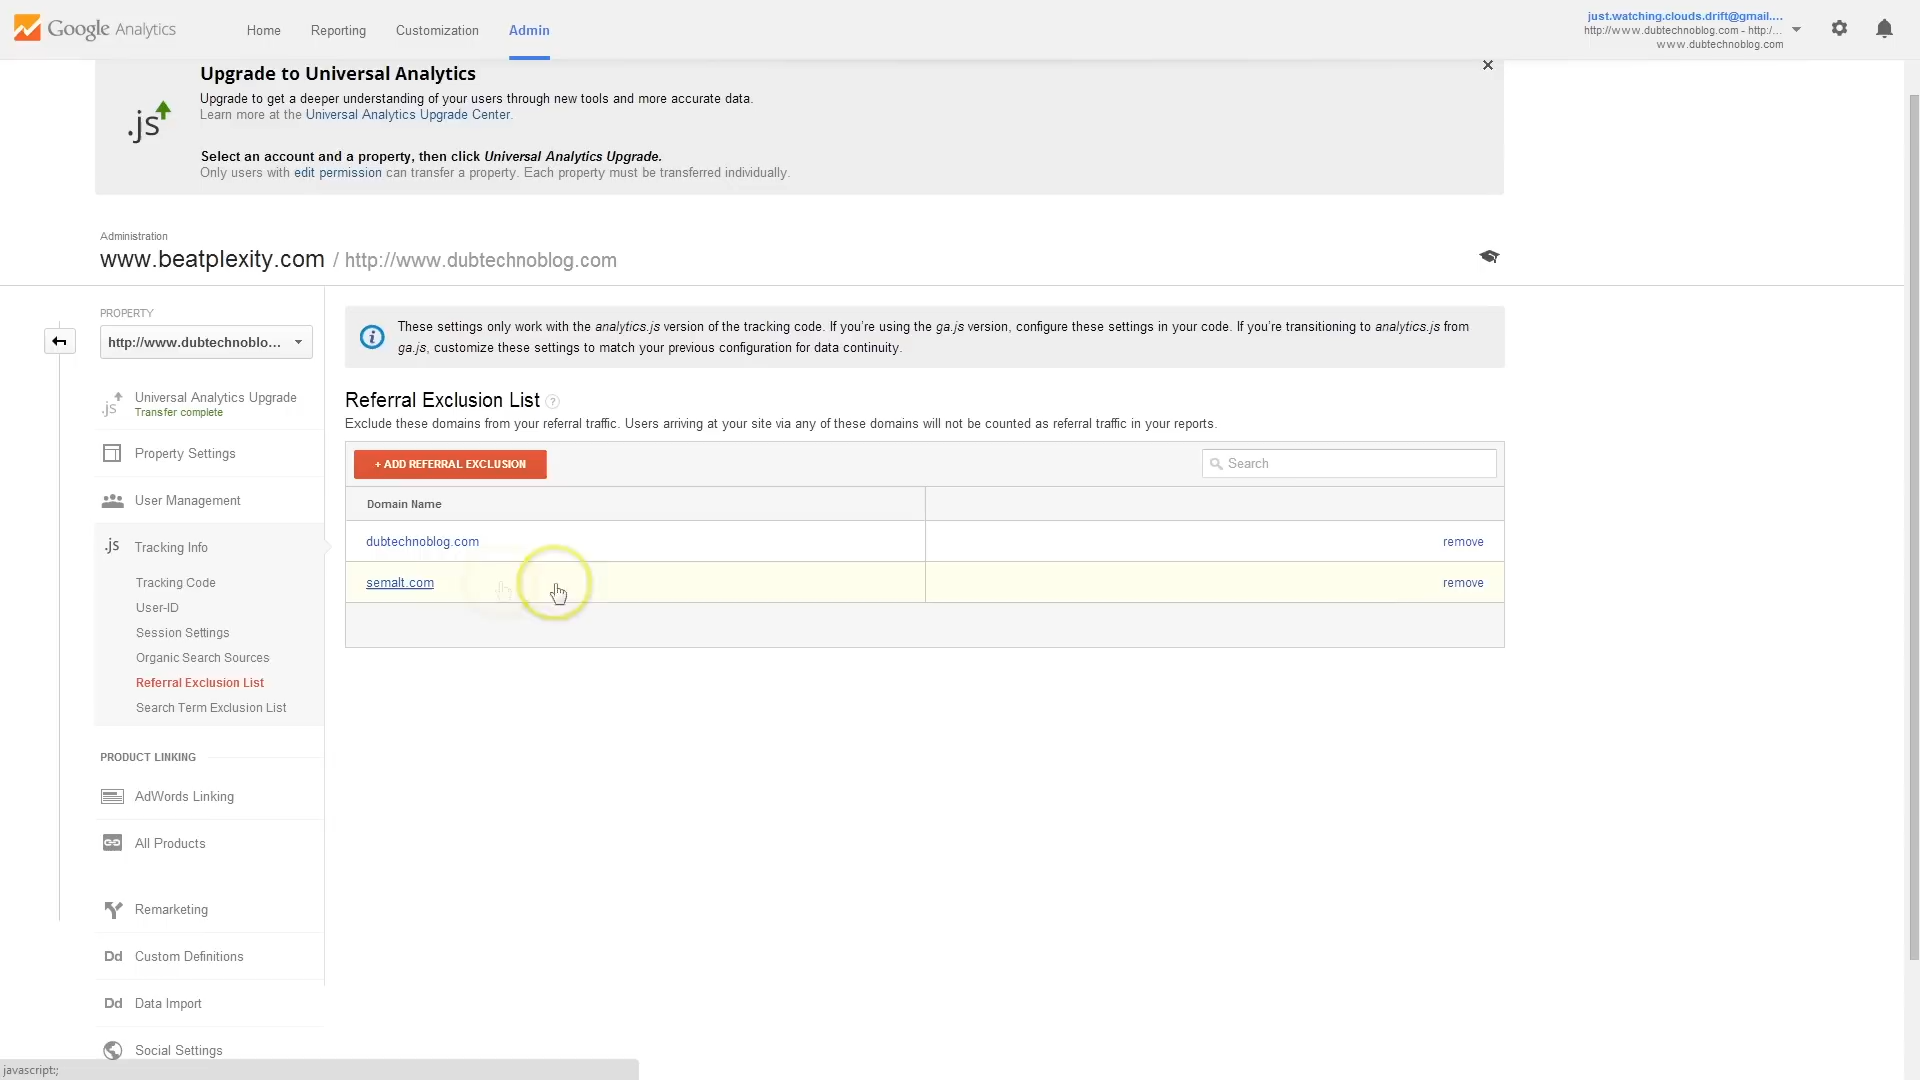 Google Analytics
Home
Reporting
Customization
Admin
just.watching.clouds.drift@gmail....
http://www.dubtechnoblog.com - http:/...
www.dubtechnoblog.com
Upgrade to Universal Analytics
Upgrade to get a deeper understanding of your users through new tools and more accurate data.
Learn more at the Universal Analytics Upgrade Center.
.js
Select an account and a property, then click Universal Analytics Upgrade.
Only users with edit permission can transfer a property. Each property must be transferred individually.
Administration
www.beatplexity.com / http://www.dubtechnoblog.com
PROPERTY
http://www.dubtechnoblo...
.js Universal Analytics Upgrade
Transfer complete
Property Settings
User Management
.js Tracking Info
Tracking Code
User-ID
Session Settings
Organic Search Sources
Referral Exclusion List
Search Term Exclusion List
PRODUCT LINKING
AdWords Linking
All Products
Remarketing
Dd Custom Definitions
Dd Data Import
Social Settings
These settings only work with the analytics.js version of the tracking code. If you're using the ga.js version, configure these settings in your code. If you're transitioning to analytics.js from
ga.js, customize these settings to match your previous configuration for data continuity.
Referral Exclusion List ?
Exclude these domains from your referral traffic. Users arriving at your site via any of these domains will not be counted as referral traffic in your reports.
+ ADD REFERRAL EXCLUSION
Search
Domain Name
dubtechnoblog.com
remove
semalt.com
remove
javascript:;